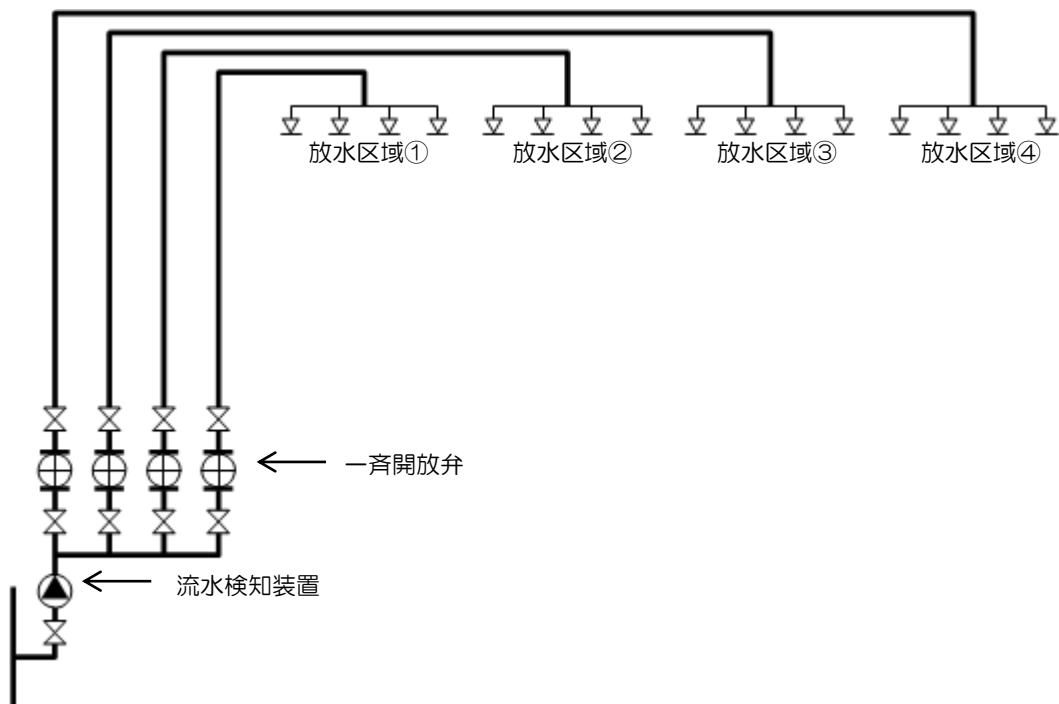 放水区域①
放水区域②
放水区域③
放水区域④
一斉開放弁
流水検知装置